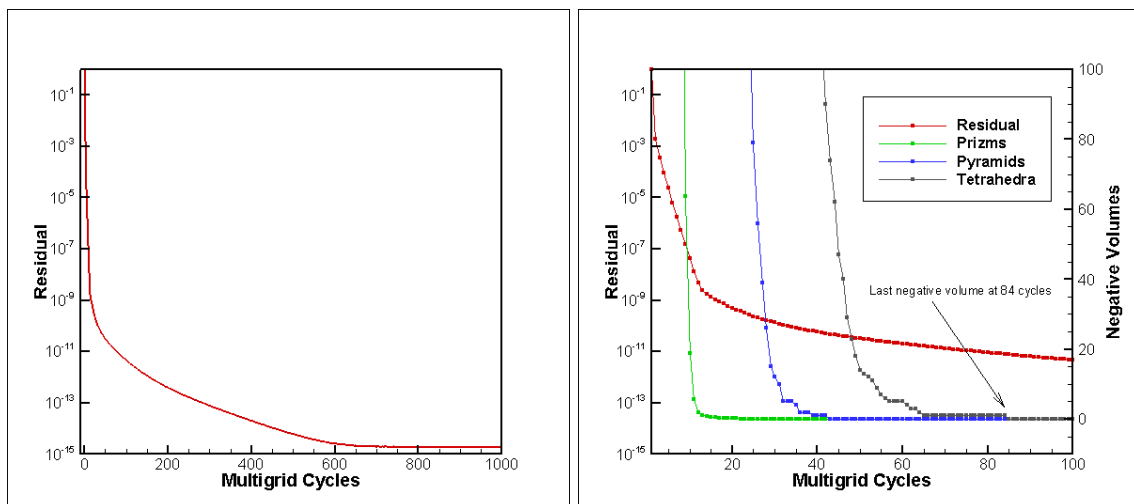 10-1
10-3
10-5
10-7
10-9
10-11
10-13
10-15
Residual
0 200 400 600 800 1000
Multigrid Cycles
10-1
10-3
10-5
10-7
10-9
10-11
10-13
10-15
Residual
20 40 60 80 100
Multigrid Cycles
100
80
60
40
20
0
Negative Volumes
Residual
Prizms
Pyramids
Tetrahedra
Last negative volume at 84 cycles